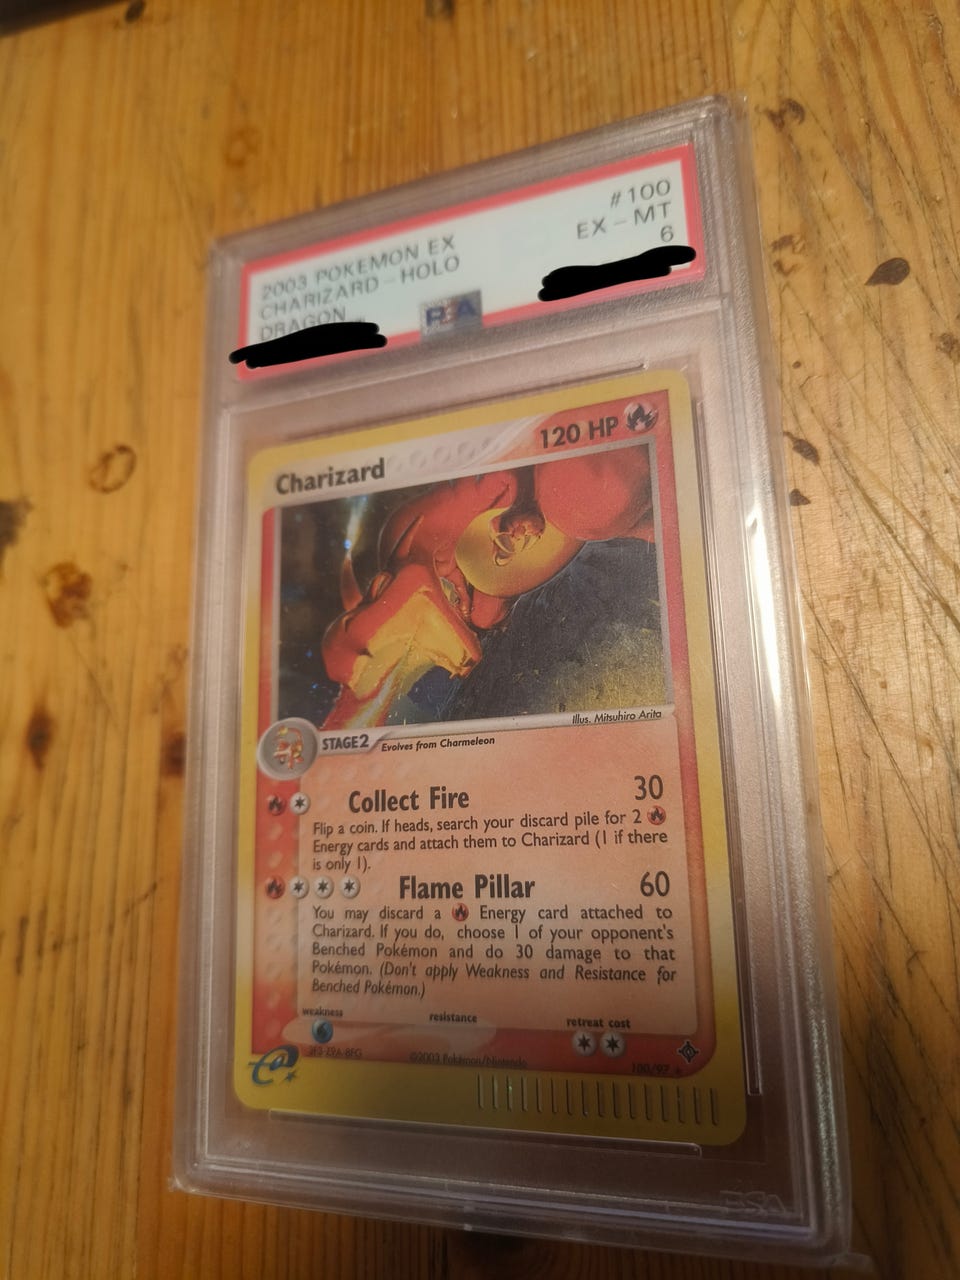 2003 POKEMON EX #100
CHARIZARD-HOLO EX-MT
DRAGON 6
PSA
Charizard 120 HP
Illus. Mitsuhiro Arita
STAGE2 Evolves from Charmeleon
Collect Fire 30
Flip a coin. If heads, search your discard pile for 2
Energy cards and attach them to Charizard (1 if there
is only 1).
Flame Pillar 60
You may discard a Energy card attached to
Charizard. If you do, choose 1 of your opponent's
Benched Pokémon and do 30 damage to that
Pokémon. (Don't apply Weakness and Resistance for
Benched Pokémon.)
weakness resistance retreat cost
©2003 Pokémon/Nintendo
100/97